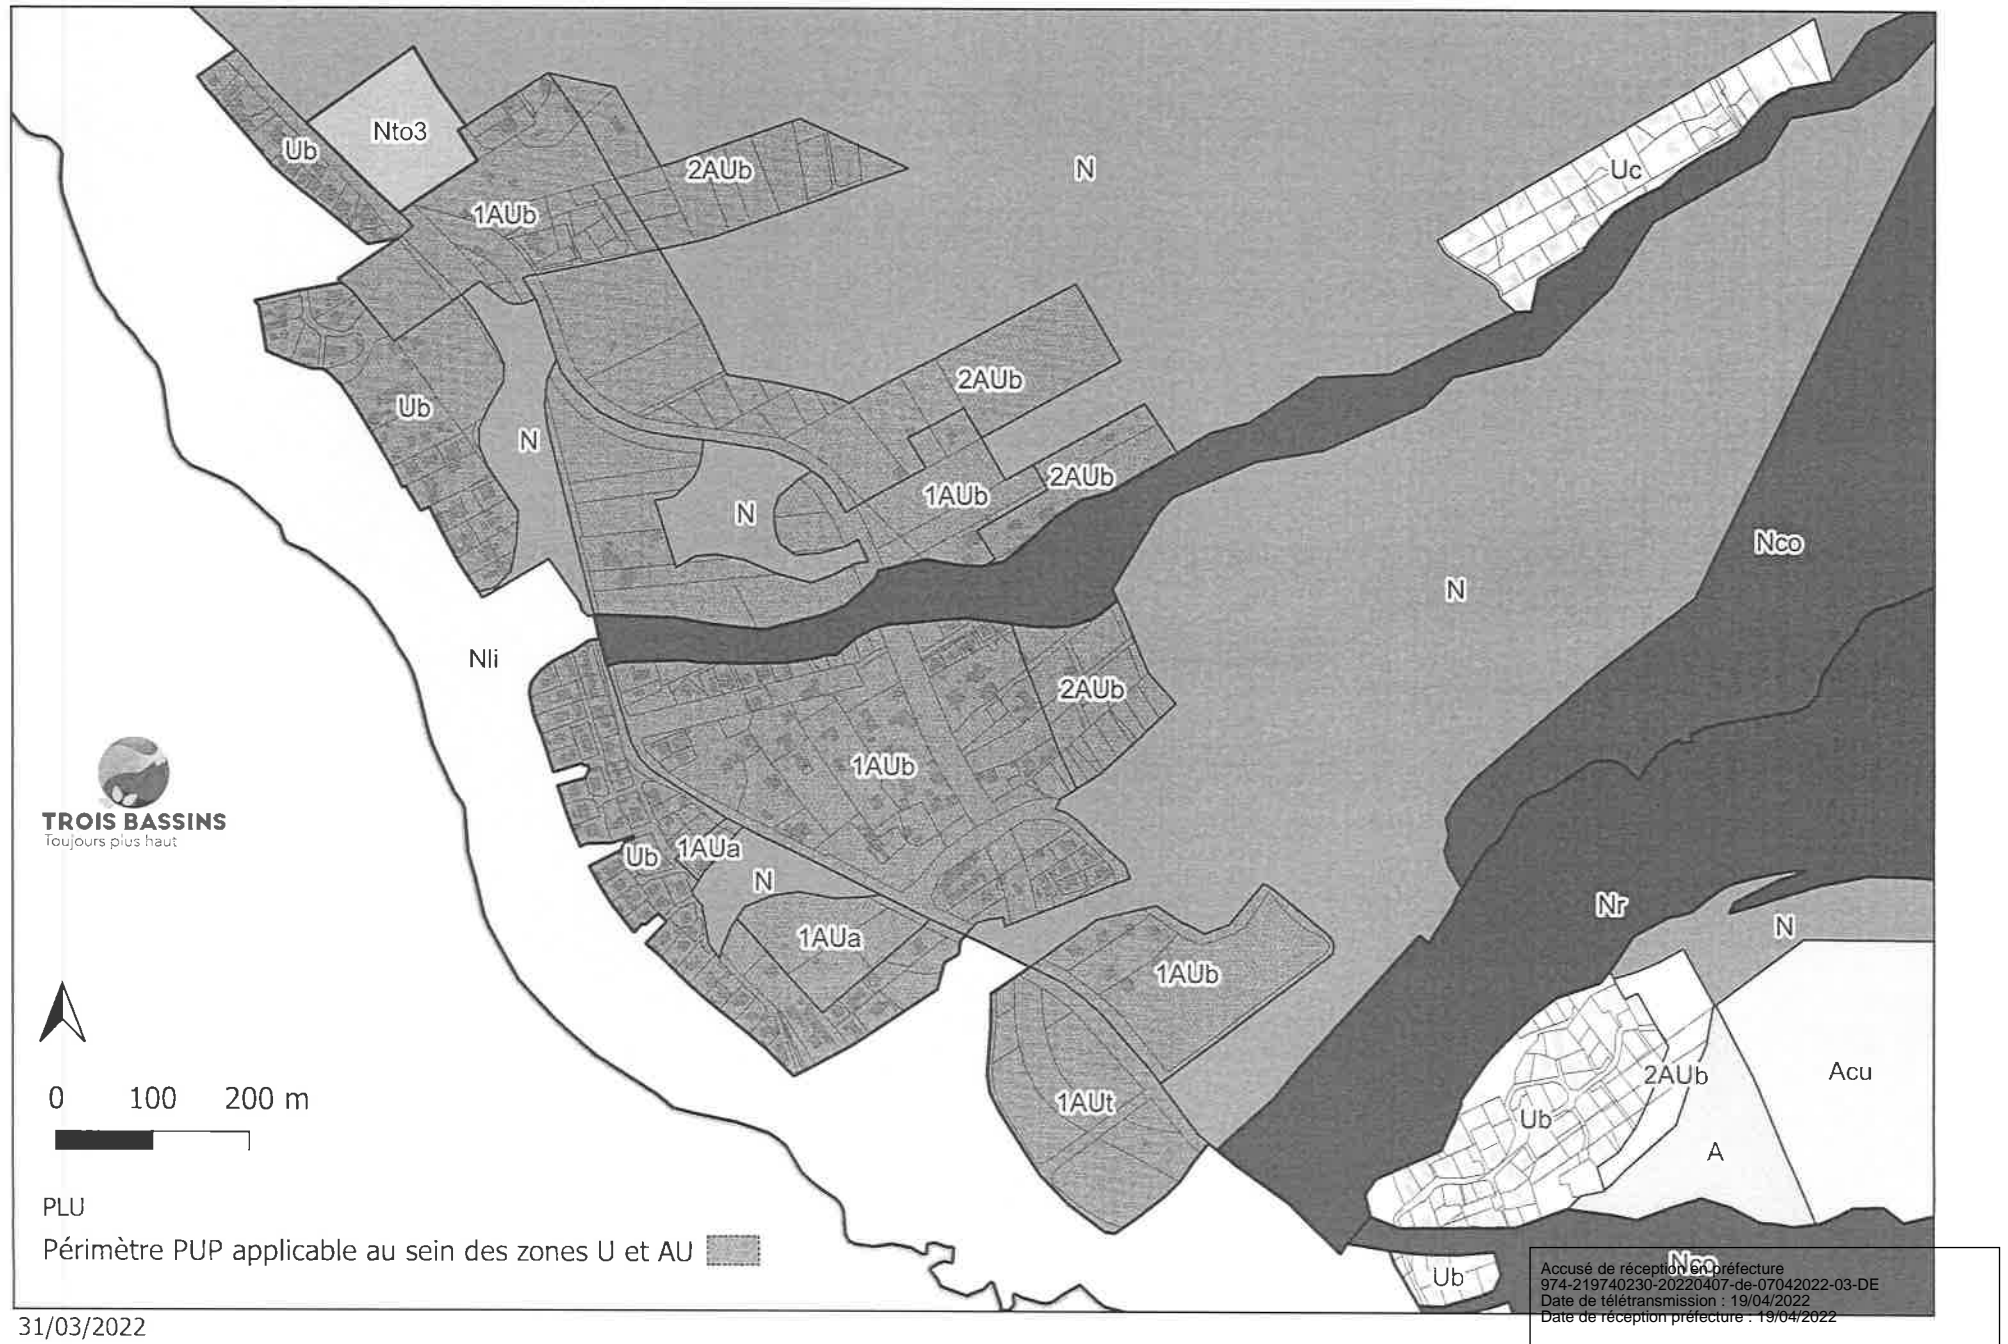 Ub
Nto3
2AUb
N
Uc
1AUb
2AUb
Ub
N
2AUb
1AUb
N
Nco
N
Nli
2AUb
1AUb
TROIS BASSINS
Toujours plus haut
Ub
1AUa
N
Nr
N
1AUa
1AUb
2AUb
Acu
1AUt
Ub
A
0 100 200 m
PLU
Périmètre PUP applicable au sein des zones U et AU
Ub
Nco
Accusé de réception en préfecture
974-219740230-20220407-de-07042022-03-DE
Date de télétransmission : 19/04/2022
Date de réception préfecture : 19/04/2022
31/03/2022